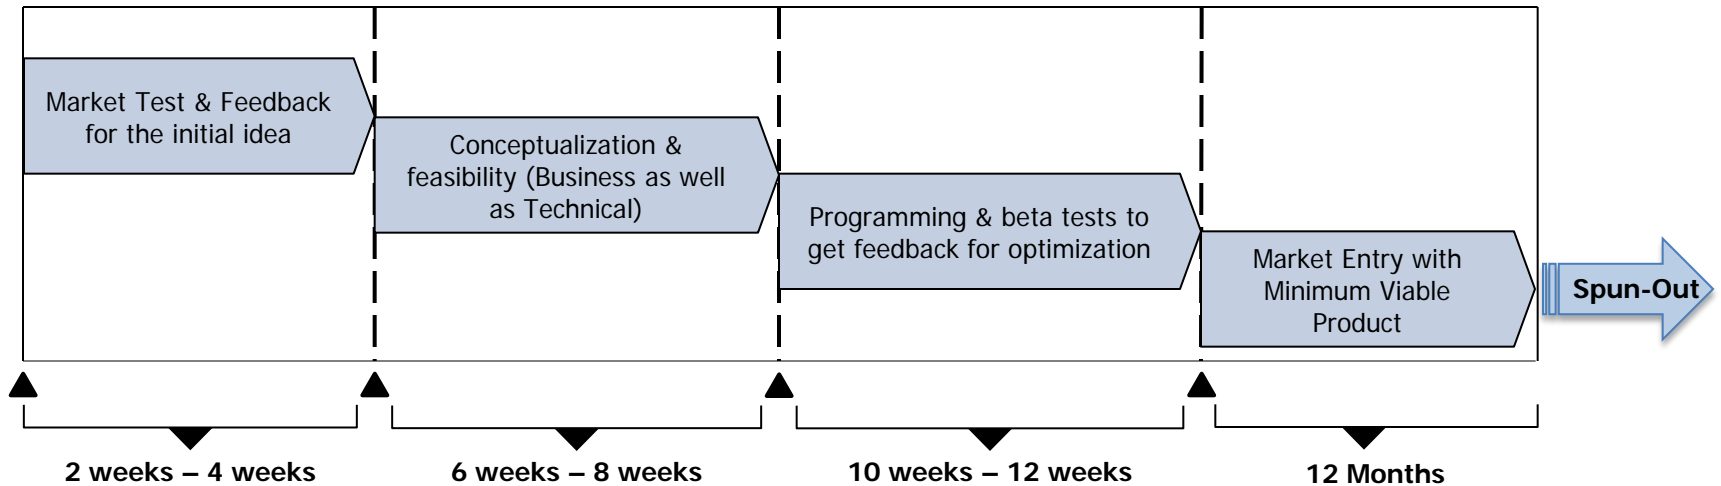 Market Test & Feedback
for the initial idea
Conceptualization &
feasibility (Business as well
as Technical)
Programming & beta tests to
get feedback for optimization
Market Entry with
Minimum Viable
Product
Spun-Out
2 weeks – 4 weeks
6 weeks – 8 weeks
10 weeks – 12 weeks
12 Months